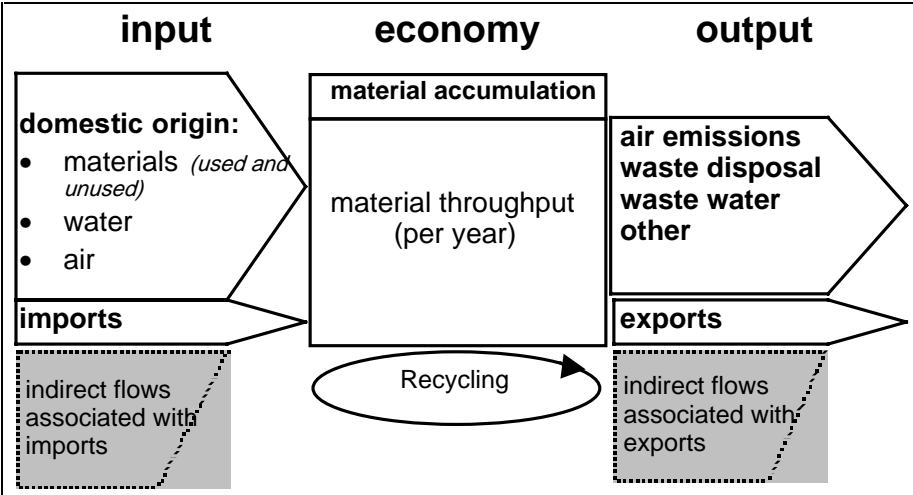 input
economy
output
domestic origin:
• materials (used and
unused)
• water
• air
imports
indirect flows
associated with
imports
material accumulation
material throughput
(per year)
Recycling
air emissions
waste disposal
waste water
other
exports
indirect flows
associated with
exports